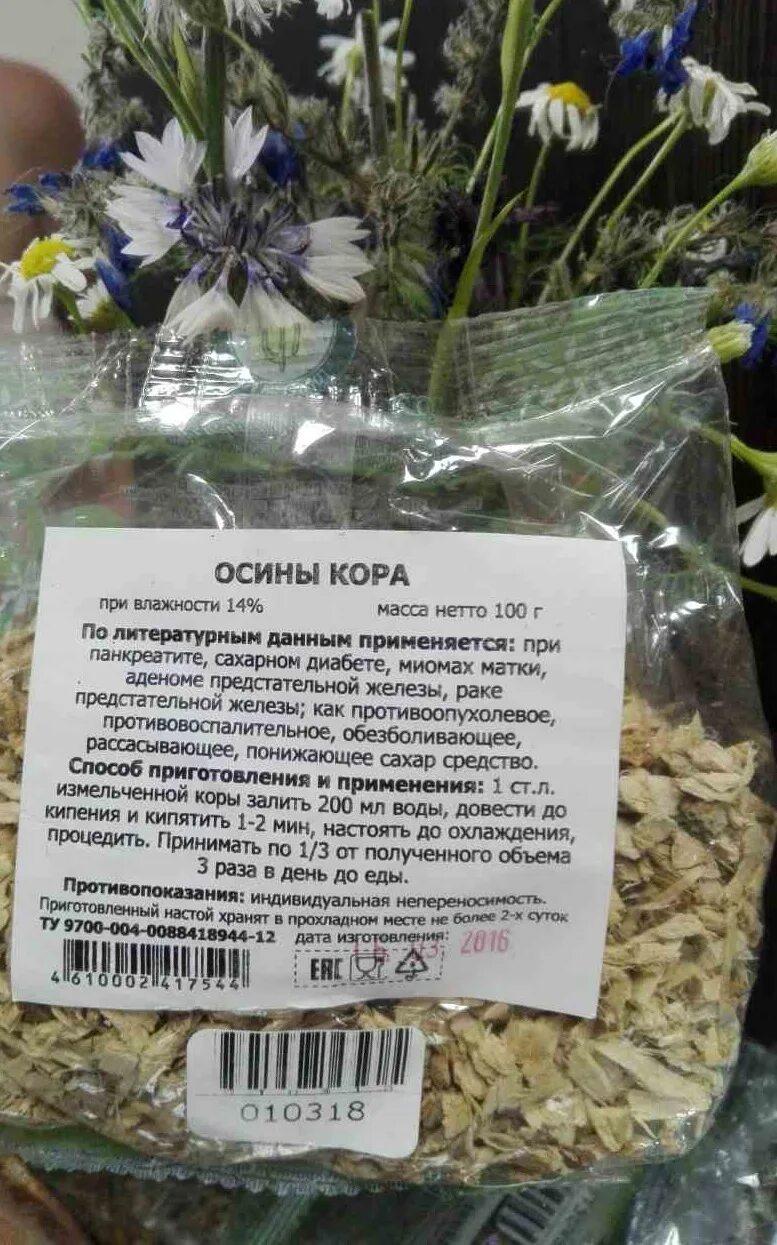 ОСИНЫ КОРА
при влажности 14% масса нетто 100 г
По литературным данным применяется: при
панкреатите, сахарном диабете, миомах матки,
аденоме предстательной железы, раке
предстательной железы; как противоопухолевое,
противовоспалительное, обезболивающее,
рассасывающее, понижающее сахар средство.
Способ приготовления и применения: 1 ст.л.
измельченной коры залить 200 мл воды, довести до
кипения и кипятить 1-2 мин, настоять до охлаждения,
процедить. Принимать по 1/3 от полученного объема
3 раза в день до еды.
Противопоказания: индивидуальная непереносимость.
Приготовленный настой хранят в прохладном месте не более 2-х суток
ТУ 9700-004-0088418944-12 дата изготовления: 2016
4 610002 417544
EAC
010318